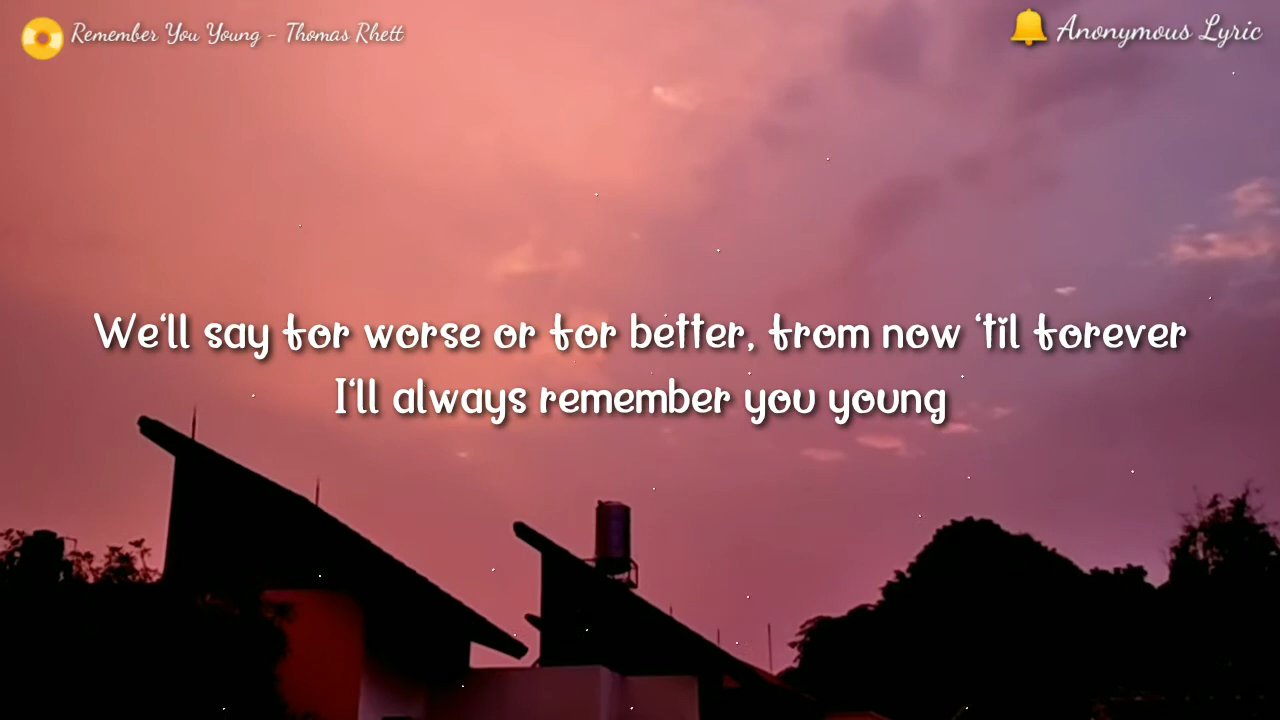 Remember You Young - Thomas Rhett
Anonymous Lyric
We'll say for worse or for better, from now 'til forever
I'll always remember you young